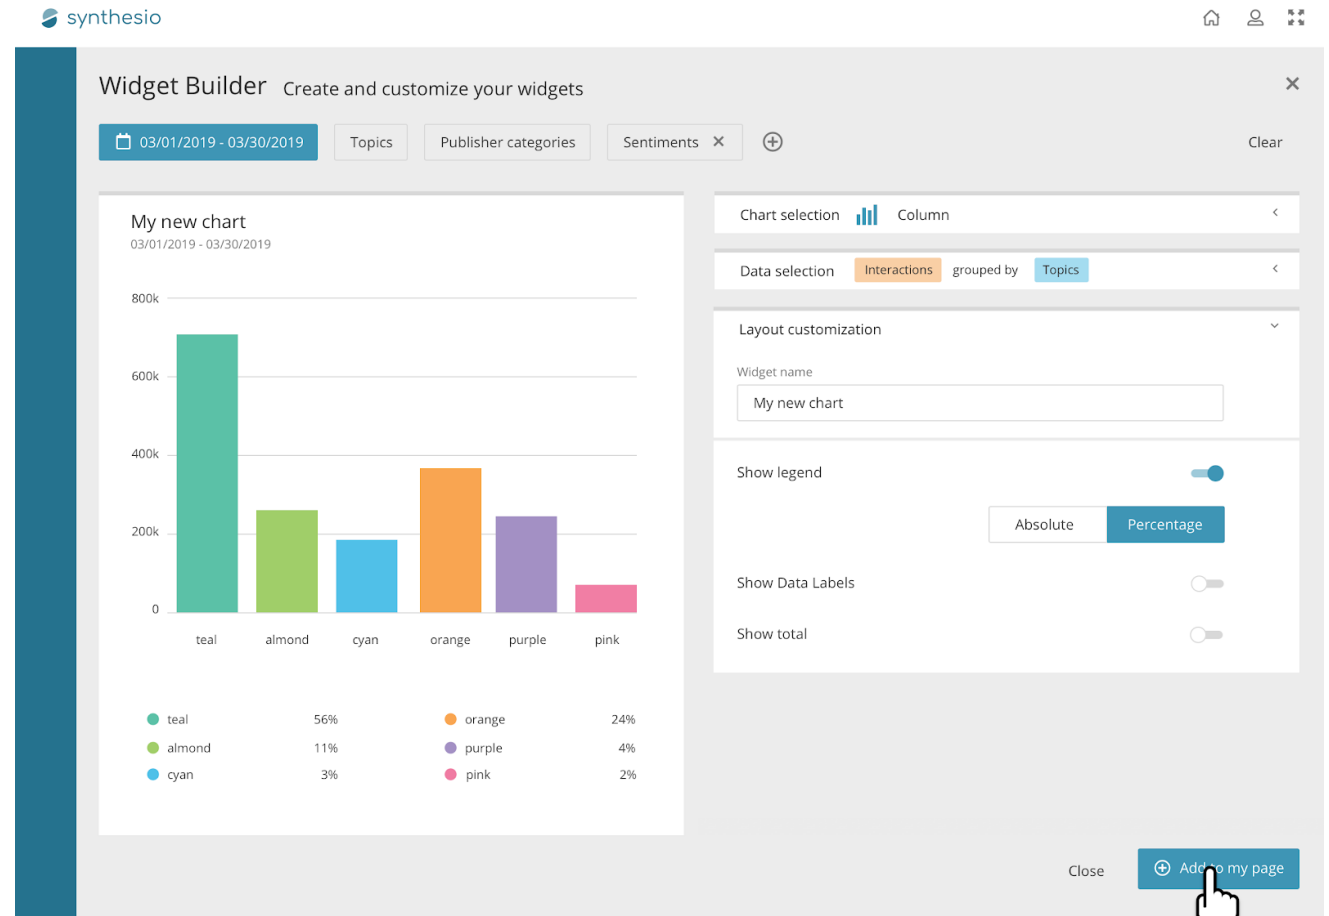 synthesio
Widget Builder Create and customize your widgets
03/01/2019 - 03/30/2019 Topics Publisher categories Sentiments Clear
My new chart
03/01/2019 - 03/30/2019
800k
600k
400k
200k
0
teal almond cyan orange purple pink
teal 56% orange 24%
almond 11% purple 4%
cyan 3% pink 2%
Chart selection Column
Data selection Interactions grouped by Topics
Layout customization
Widget name
My new chart
Show legend
Absolute Percentage
Show Data Labels
Show total
Close Add to my page